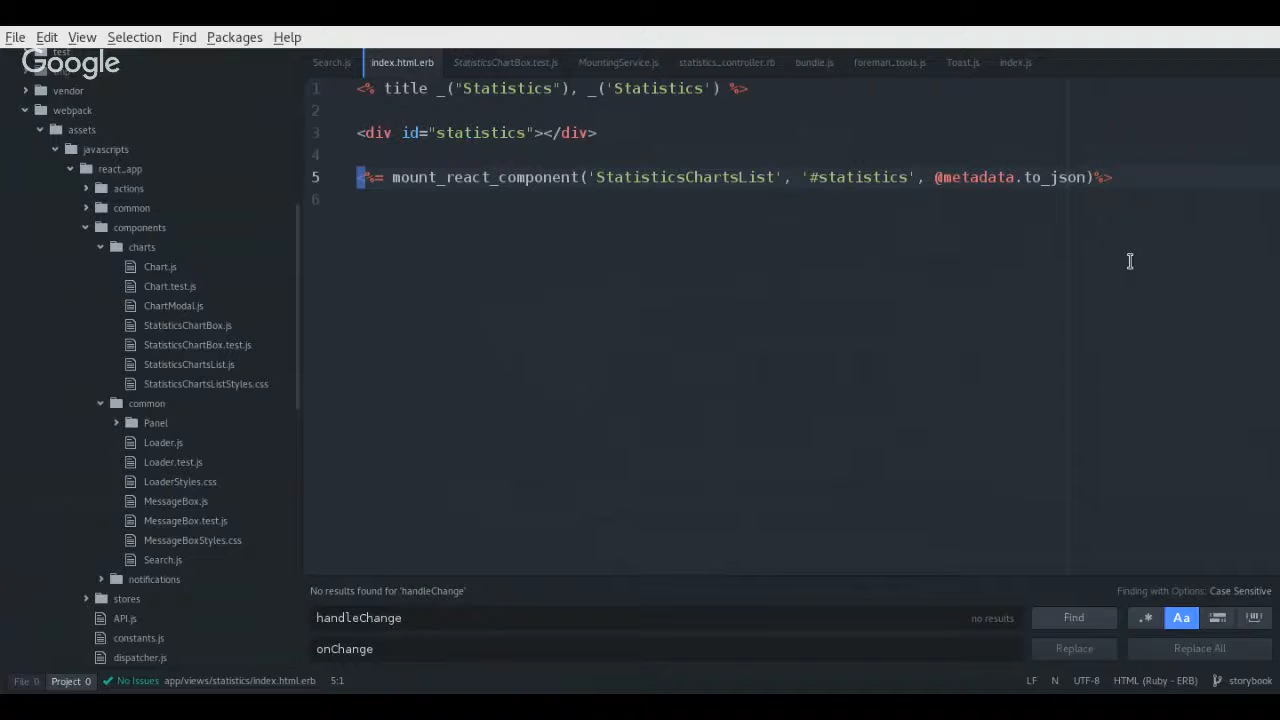 File Edit View Selection Find Packages Help
test
Google
vendor
webpack
assets
javascripts
react_app
actions
common
components
charts
Chart.js
Chart.test.js
ChartModal.js
StatisticsChartBox.js
StatisticsChartBox.test.js
StatisticsChartsList.js
StatisticsChartsListStyles.css
common
Panel
Loader.js
Loader.test.js
LoaderStyles.css
MessageBox.js
MessageBox.test.js
MessageBoxStyles.css
Search.js
notifications
stores
API.js
constants.js
dispatcher.js
Search.js index.html.erb StatisticsChartBox.test.js MountingService.js statistics_controller.rb bundle.js foreman_tools.js Toast.js index.js
1 <% title _("Statistics"), _('Statistics') %>
2
3 <div id="statistics"></div>
4
5 <%= mount_react_component('StatisticsChartsList', '#statistics', @metadata.to_json)%>
6
No results found for 'handleChange' Finding with Options: Case Sensitive
handleChange no results Find .* Aa
onChange Replace Replace All
File 0 Project 0 No Issues app/views/statistics/index.html.erb 5:1 LF N UTF-8 HTML (Ruby - ERB) storybook